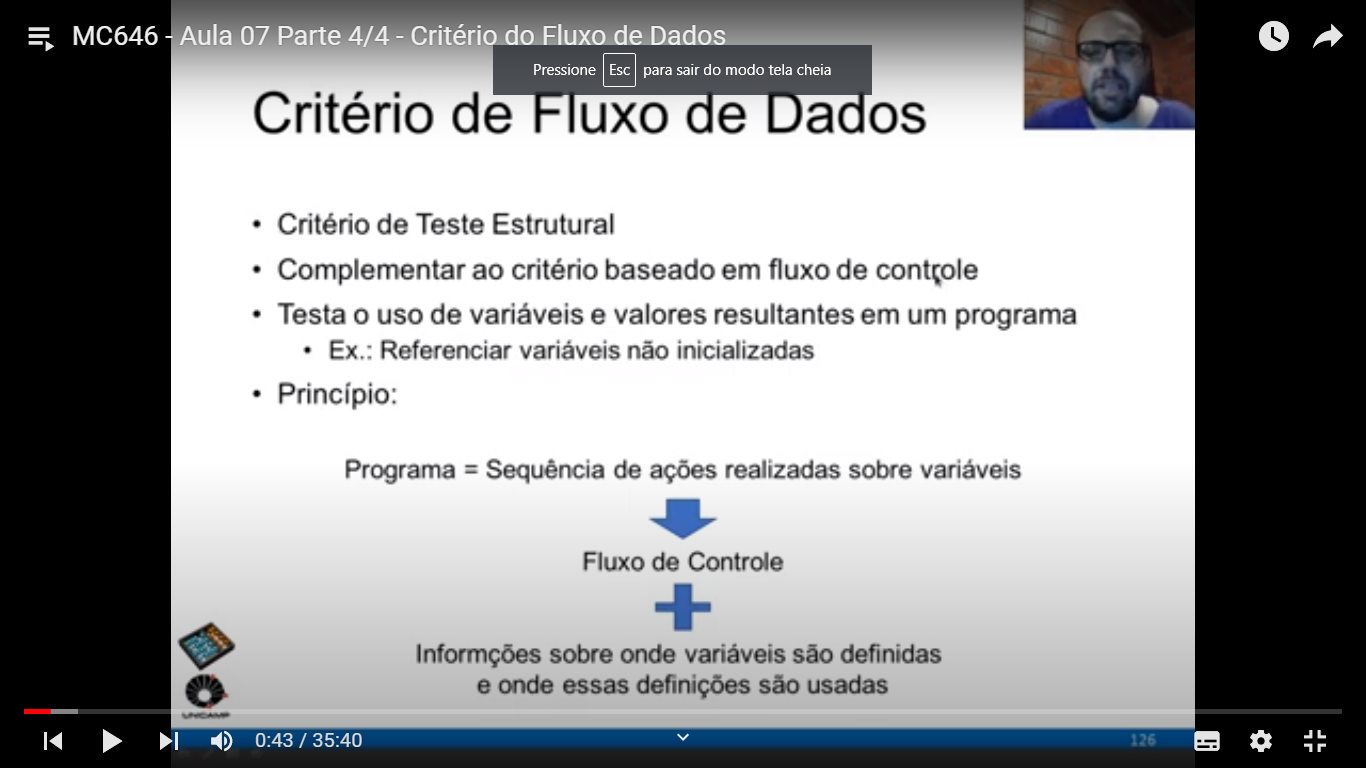 MC646 - Aula 07 Parte 4/4 - Critério do Fluxo de Dados
Pressione Esc para sair do modo tela cheia
Critério de Fluxo de Dados
• Critério de Teste Estrutural
• Complementar ao critério baseado em fluxo de controle
• Testa o uso de variáveis e valores resultantes em um programa
• Ex.: Referenciar variáveis não inicializadas
• Princípio:
Programa = Sequência de ações realizadas sobre variáveis
Fluxo de Controle
Informções sobre onde variáveis são definidas
e onde essas definições são usadas
UNICAMP
0:43 / 35:40
126